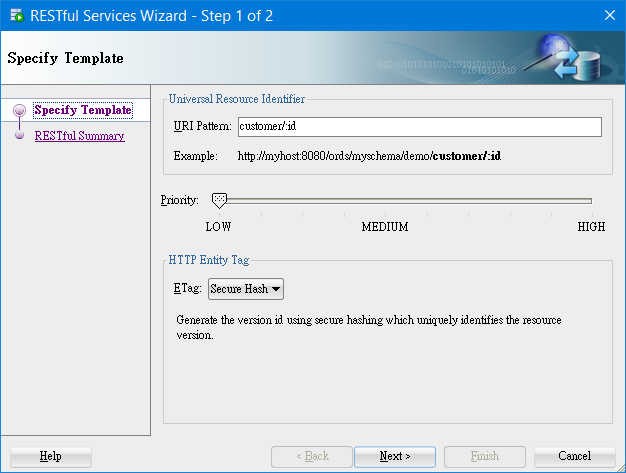 RESTful Services Wizard - Step 1 of 2
Specify Template
Specify Template
RESTful Summary
Universal Resource Identifier
URI Pattern: customer/:id
Example: http://myhost:8080/ords/myschema/demo/customer/:id
Priority:
LOW MEDIUM HIGH
HTTP Entity Tag
ETag: Secure Hash
Generate the version id using secure hashing which uniquely identifies the resource
version.
Help < Back Next > Finish Cancel